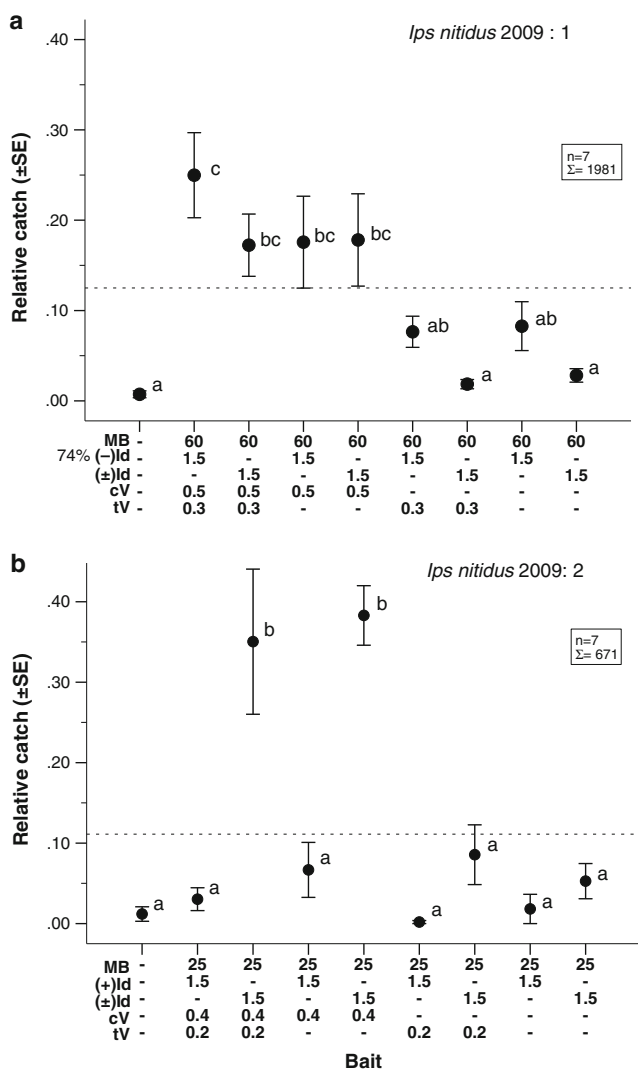 a
Ips nitidus 2009 : 1
Relative catch (±SE)
.40
.30
.20
.10
.00
n=7
Σ= 1981
a
c
bc
bc
bc
ab
a
ab
a
MB - 60 60 60 60 60 60 60 60
74% (–)Id - 1.5 - 1.5 - 1.5 - 1.5 -
(±)Id - - 1.5 - 1.5 - 1.5 - 1.5
cV - 0.5 0.5 0.5 0.5 - - - -
tV - 0.3 0.3 - - 0.3 0.3 - -
b
Ips nitidus 2009: 2
Relative catch (±SE)
.40
.30
.20
.10
.00
n=7
Σ= 671
a
a
b
a
b
a
a
a
a
MB - 25 25 25 25 25 25 25 25
(+)Id - 1.5 - 1.5 - 1.5 - 1.5 -
(±)Id - - 1.5 - 1.5 - 1.5 - 1.5
cV - 0.4 0.4 0.4 0.4 - - - -
tV - 0.2 0.2 - - 0.2 0.2 - -
Bait